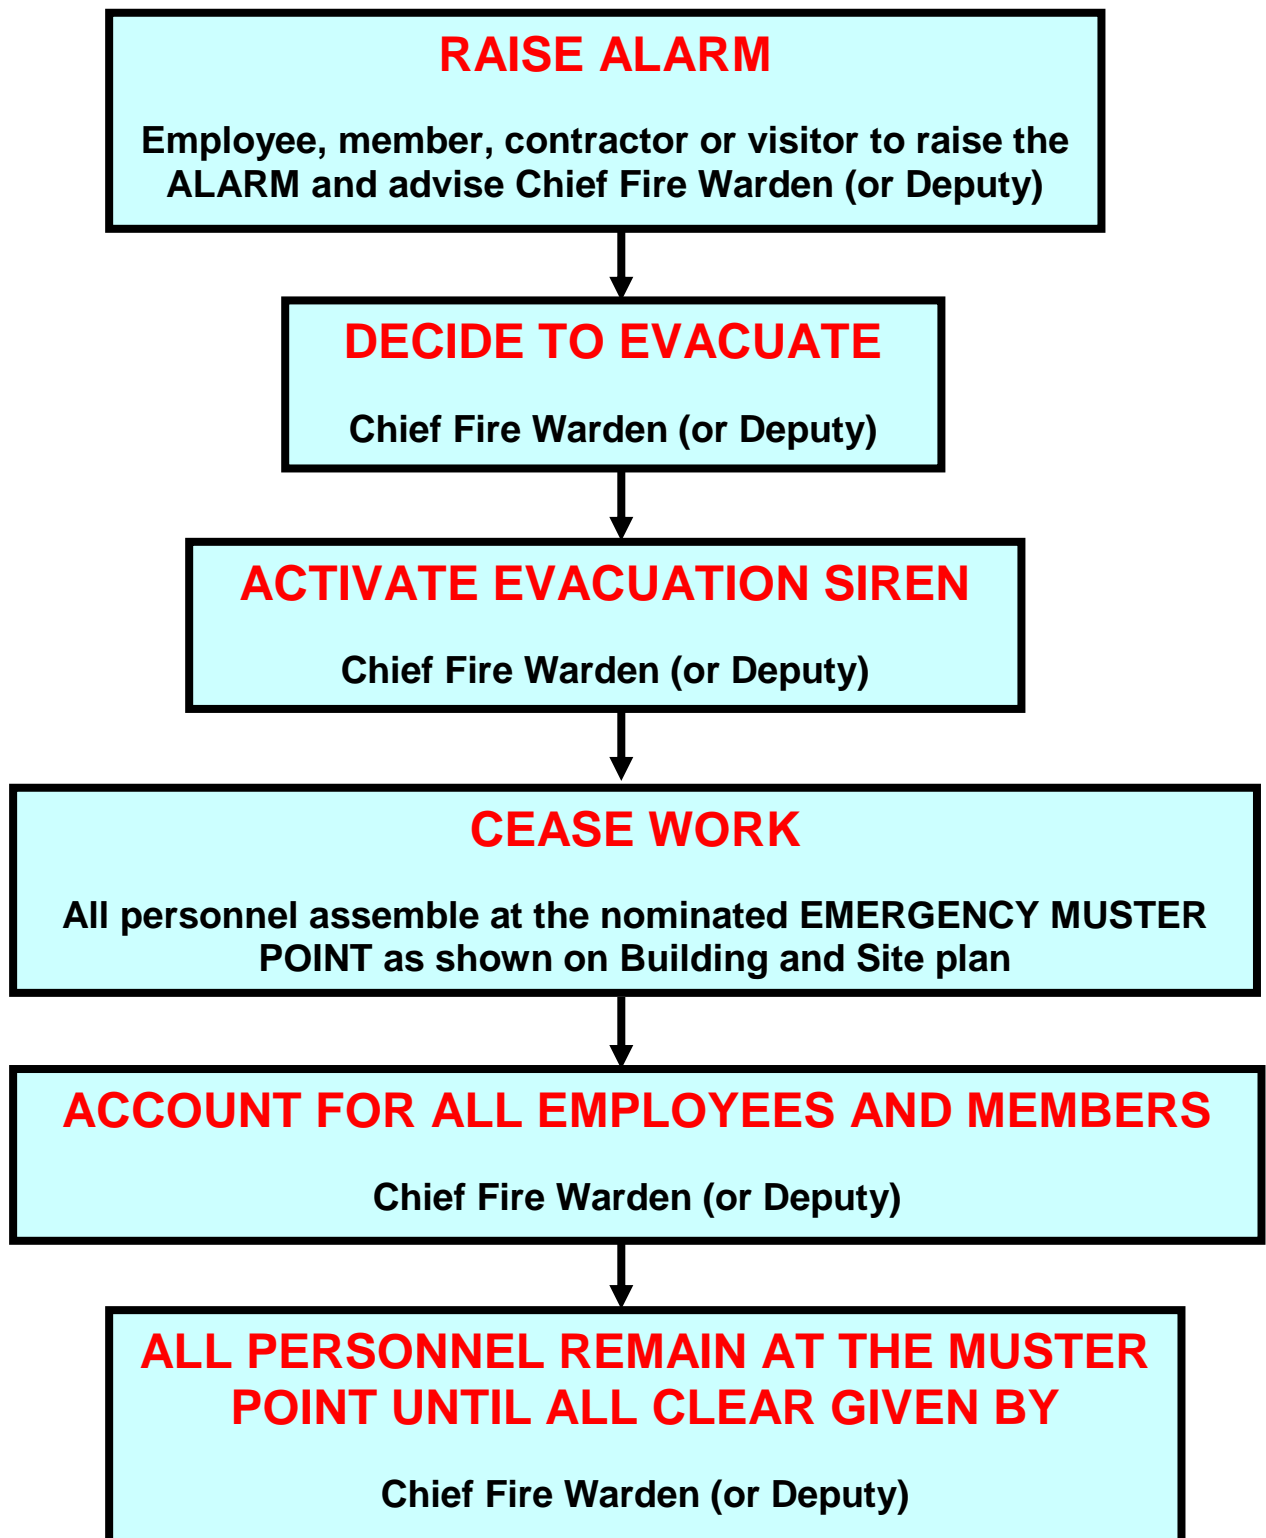 RAISE ALARM
Employee, member, contractor or visitor to raise the
ALARM and advise Chief Fire Warden (or Deputy)
DECIDE TO EVACUATE
Chief Fire Warden (or Deputy)
ACTIVATE EVACUATION SIREN
Chief Fire Warden (or Deputy)
CEASE WORK
All personnel assemble at the nominated EMERGENCY MUSTER
POINT as shown on Building and Site plan
ACCOUNT FOR ALL EMPLOYEES AND MEMBERS
Chief Fire Warden (or Deputy)
ALL PERSONNEL REMAIN AT THE MUSTER
POINT UNTIL ALL CLEAR GIVEN BY
Chief Fire Warden (or Deputy)